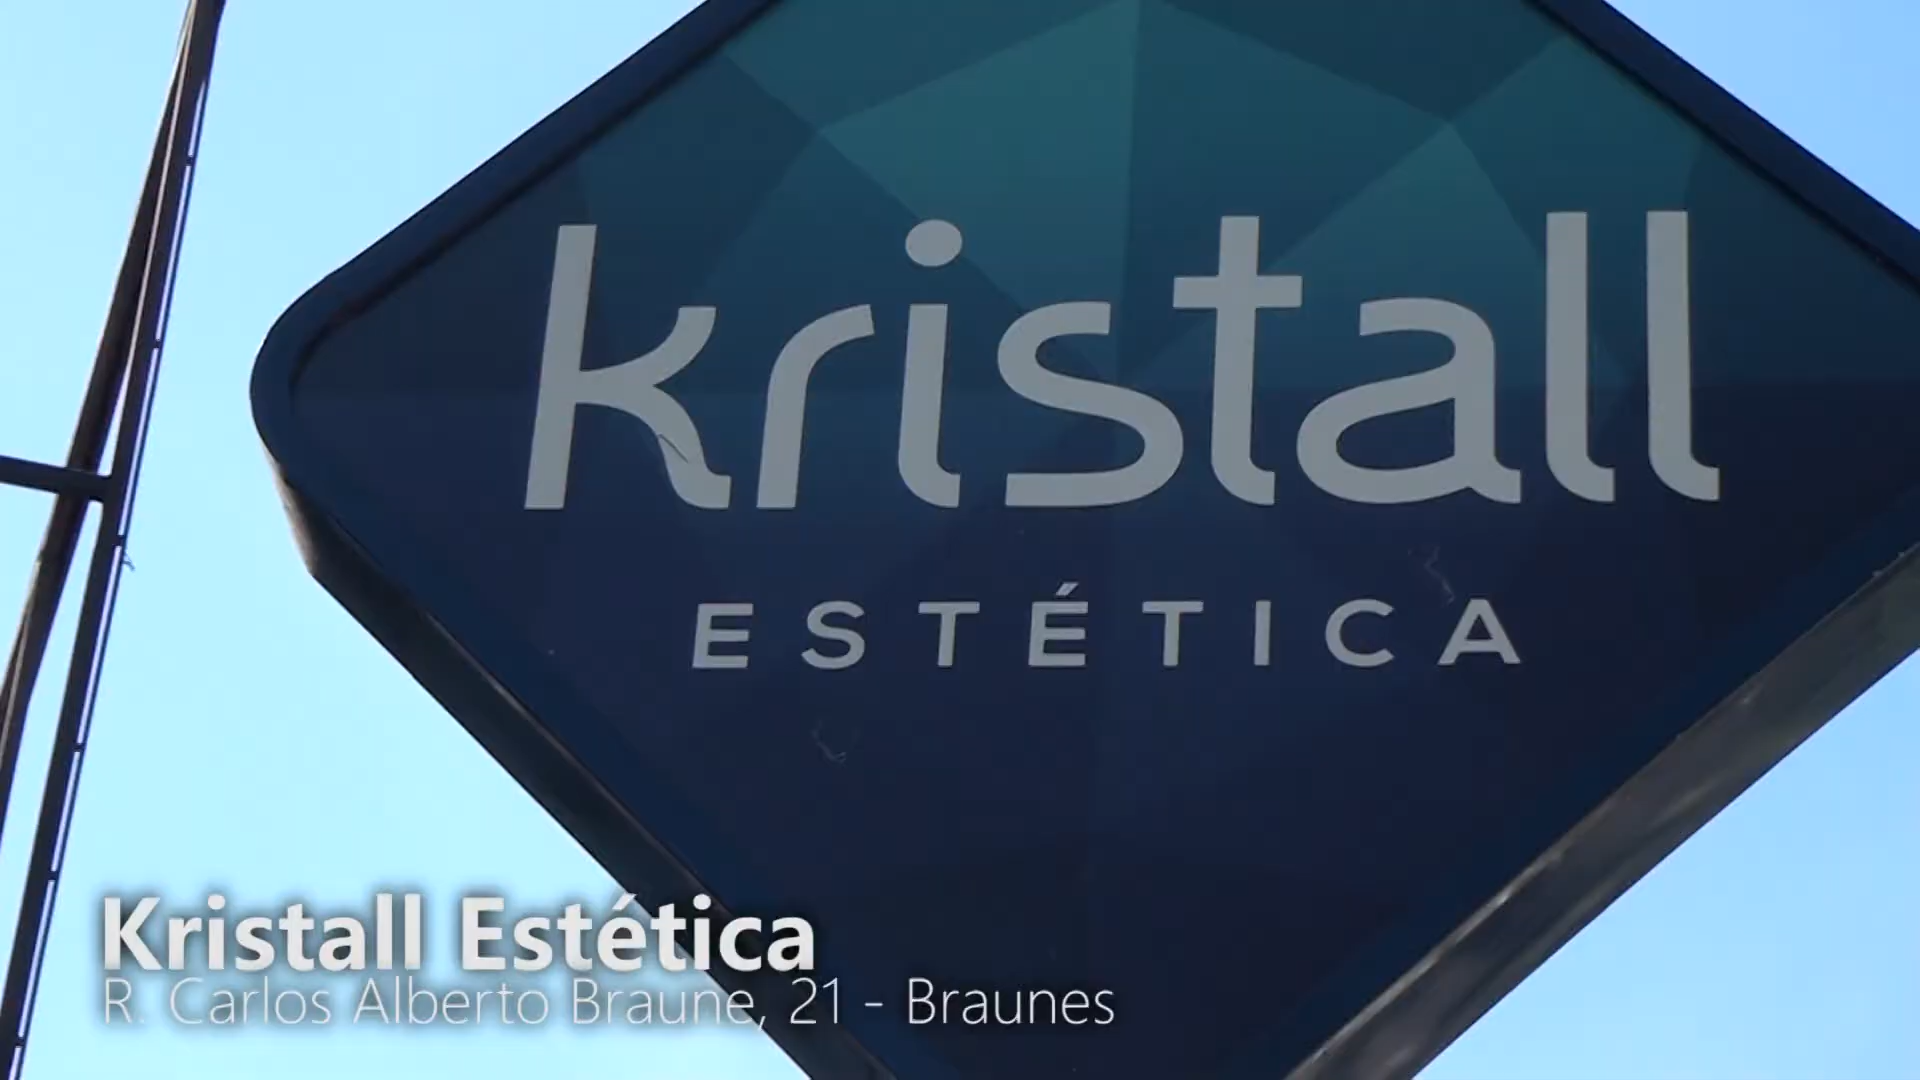 kristall
ESTÉTICA
Kristall Estética
R. Carlos Alberto Braune, 21 - Braunes